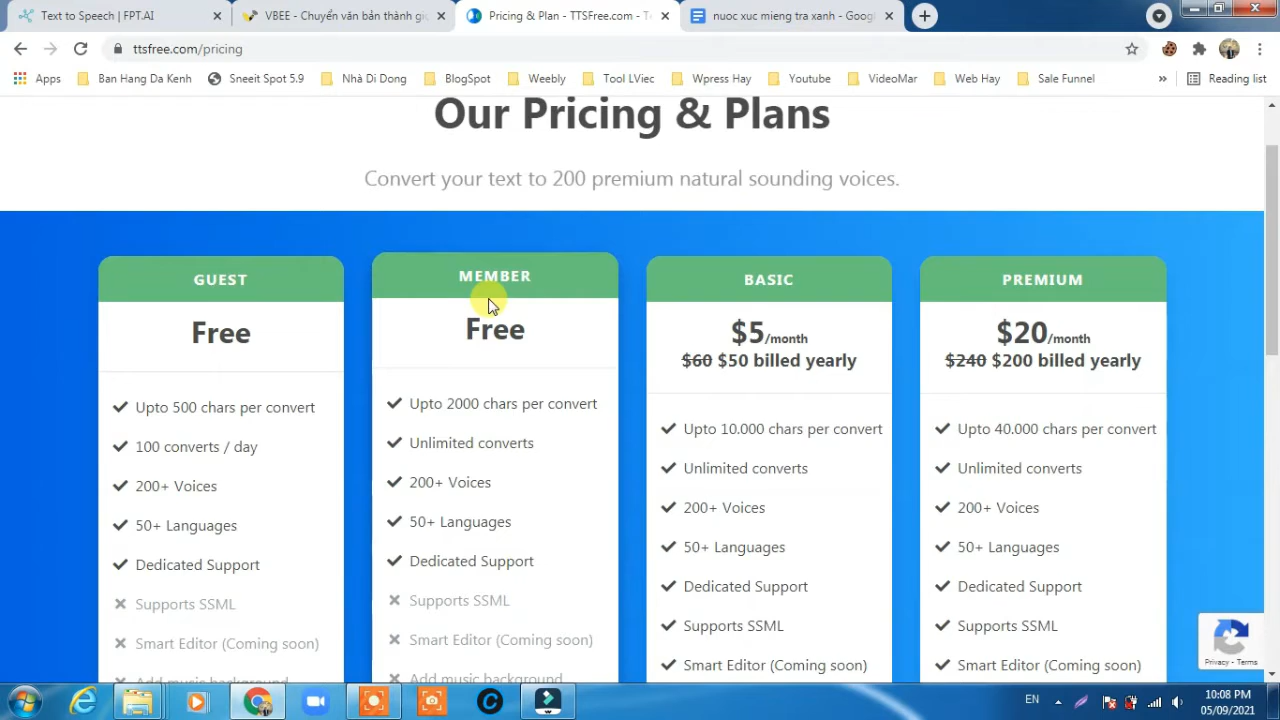 Text to Speech | FPT.AI
VBEE - Chuyển văn bản thành gi
Pricing & Plan - TTSFree.com - Te
nuoc xuc mieng tra xanh - Googl
ttsfree.com/pricing
Apps
Ban Hang Da Kenh
Sneeit Spot 5.9
Nhà Di Dong
BlogSpot
Weebly
Tool LViec
Wpress Hay
Youtube
VideoMar
Web Hay
Sale Funnel
»
Reading list
Our Pricing & Plans
Convert your text to 200 premium natural sounding voices.
GUEST
Free
Upto 500 chars per convert
100 converts / day
200+ Voices
50+ Languages
Dedicated Support
Supports SSML
Smart Editor (Coming soon)
Add music background
MEMBER
Free
Upto 2000 chars per convert
Unlimited converts
200+ Voices
50+ Languages
Dedicated Support
Supports SSML
Smart Editor (Coming soon)
Add music background
BASIC
$5/month
$60 $50 billed yearly
Upto 10.000 chars per convert
Unlimited converts
200+ Voices
50+ Languages
Dedicated Support
Supports SSML
Smart Editor (Coming soon)
PREMIUM
$20/month
$240 $200 billed yearly
Upto 40.000 chars per convert
Unlimited converts
200+ Voices
50+ Languages
Dedicated Support
Supports SSML
Smart Editor (Coming soon)
Privacy - Terms
EN
10:08 PM
05/09/2021